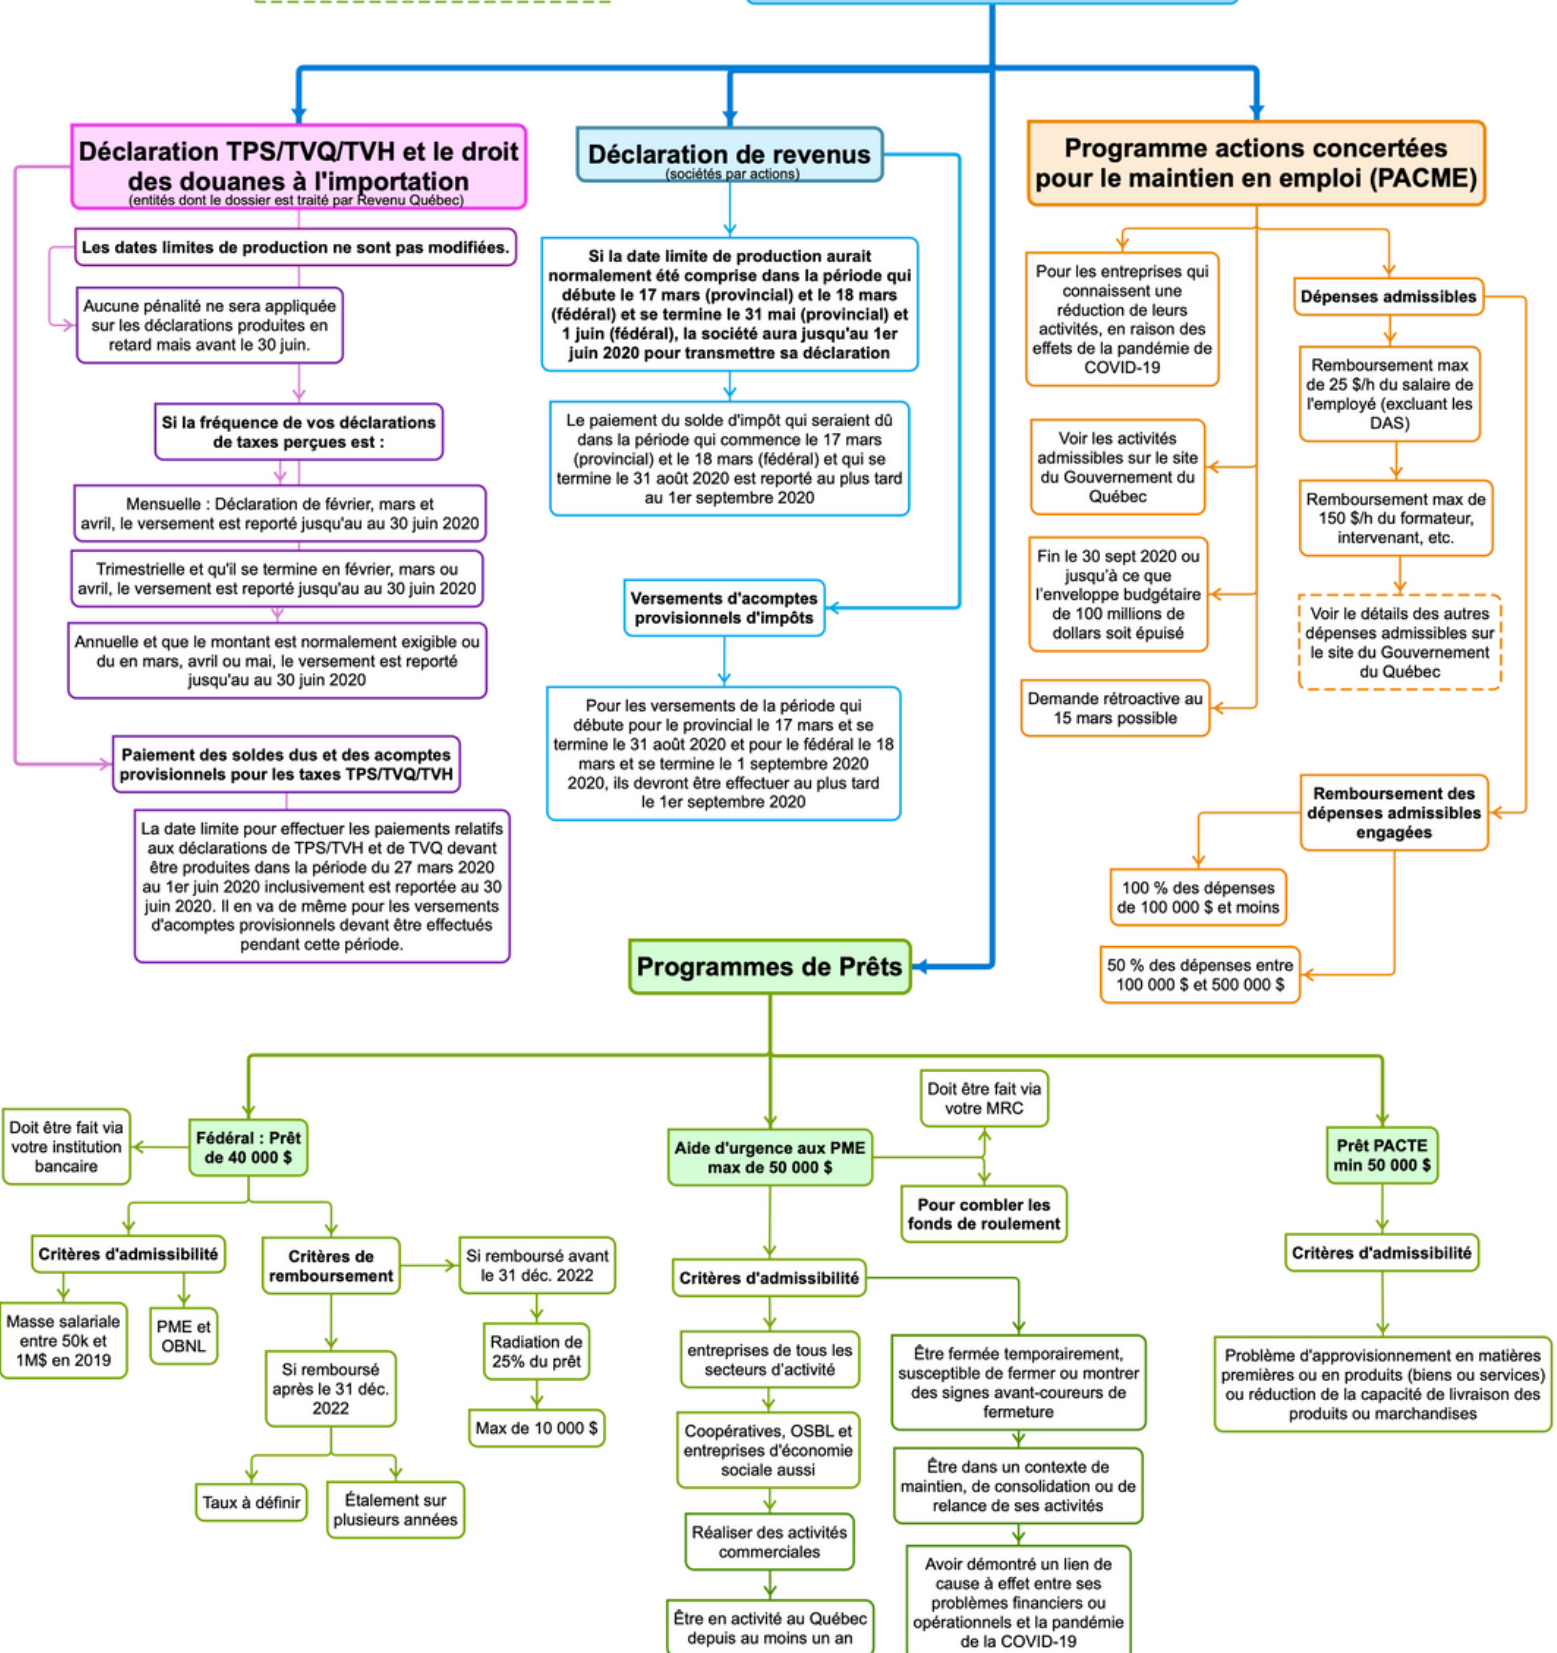 Déclaration TPS/TVQ/TVH et le droit
des douanes à l'importation
(entités dont le dossier est traité par Revenu Québec)
Les dates limites de production ne sont pas modifiées.
Aucune pénalité ne sera appliquée
sur les déclarations produites en
retard mais avant le 30 juin.
Si la fréquence de vos déclarations
de taxes perçues est :
Mensuelle : Déclaration de février, mars et
avril, le versement est reporté jusqu'au au 30 juin 2020
Trimestrielle et qu'il se termine en février, mars ou
avril, le versement est reporté jusqu'au au 30 juin 2020
Annuelle et que le montant est normalement exigible ou
du en mars, avril ou mai, le versement est reporté
jusqu'au au 30 juin 2020
Paiement des soldes dus et des acomptes
provisionnels pour les taxes TPS/TVQ/TVH
La date limite pour effectuer les paiements relatifs
aux déclarations de TPS/TVH et de TVQ devant
être produites dans la période du 27 mars 2020
au 1er juin 2020 inclusivement est reportée au 30
juin 2020. Il en va de même pour les versements
d'acomptes provisionnels devant être effectués
pendant cette période.
Déclaration de revenus
(sociétés par actions)
Si la date limite de production aurait
normalement été comprise dans la période qui
débute le 17 mars (provincial) et le 18 mars
(fédéral) et se termine le 31 mai (provincial) et
1 juin (fédéral), la société aura jusqu'au 1er
juin 2020 pour transmettre sa déclaration
Le paiement du solde d'impôt qui seraient dû
dans la période qui commence le 17 mars
(provincial) et le 18 mars (fédéral) et qui se
termine le 31 août 2020 est reporté au plus tard
au 1er septembre 2020
Versements d'acomptes
provisionnels d'impôts
Pour les versements de la période qui
débute pour le provincial le 17 mars et se
termine le 31 août 2020 et pour le fédéral le 18
mars et se termine le 1 septembre 2020
2020, ils devront être effectuer au plus tard
le 1er septembre 2020
Programme actions concertées
pour le maintien en emploi (PACME)
Pour les entreprises qui
connaissent une
réduction de leurs
activités, en raison des
effets de la pandémie de
COVID-19
Voir les activités
admissibles sur le site
du Gouvernement du
Québec
Fin le 30 sept 2020 ou
jusqu'à ce que
l'enveloppe budgétaire
de 100 millions de
dollars soit épuisé
Demande rétroactive au
15 mars possible
Dépenses admissibles
Remboursement max
de 25 $/h du salaire de
l'employé (excluant les
DAS)
Remboursement max de
150 $/h du formateur,
intervenant, etc.
Voir le détails des autres
dépenses admissibles sur
le site du Gouvernement
du Québec
Remboursement des
dépenses admissibles
engagées
100 % des dépenses
de 100 000 $ et moins
50 % des dépenses entre
100 000 $ et 500 000 $
Programmes de Prêts
Fédéral : Prêt
de 40 000 $
Doit être fait via
votre institution
bancaire
Critères d'admissibilité
Masse salariale
entre 50k et
1M$ en 2019
PME et
OBNL
Critères de
remboursement
Si remboursé avant
le 31 déc. 2022
Radiation de
25% du prêt
Max de 10 000 $
Si remboursé
après le 31 déc.
2022
Taux à définir
Étalement sur
plusieurs années
Aide d'urgence aux PME
max de 50 000 $
Doit être fait via
votre MRC
Pour combler les
fonds de roulement
Critères d'admissibilité
entreprises de tous les
secteurs d'activité
Coopératives, OSBL et
entreprises d'économie
sociale aussi
Réaliser des activités
commerciales
Être en activité au Québec
depuis au moins un an
Être fermée temporairement,
susceptible de fermer ou montrer
des signes avant-coureurs de
fermeture
Être dans un contexte de
maintien, de consolidation ou de
relance de ses activités
Avoir démontré un lien de
cause à effet entre ses
problèmes financiers ou
opérationnels et la pandémie
de la COVID-19
Prêt PACTE
min 50 000 $
Critères d'admissibilité
Problème d'approvisionnement en matières
premières ou en produits (biens ou services)
ou réduction de la capacité de livraison des
produits ou marchandises